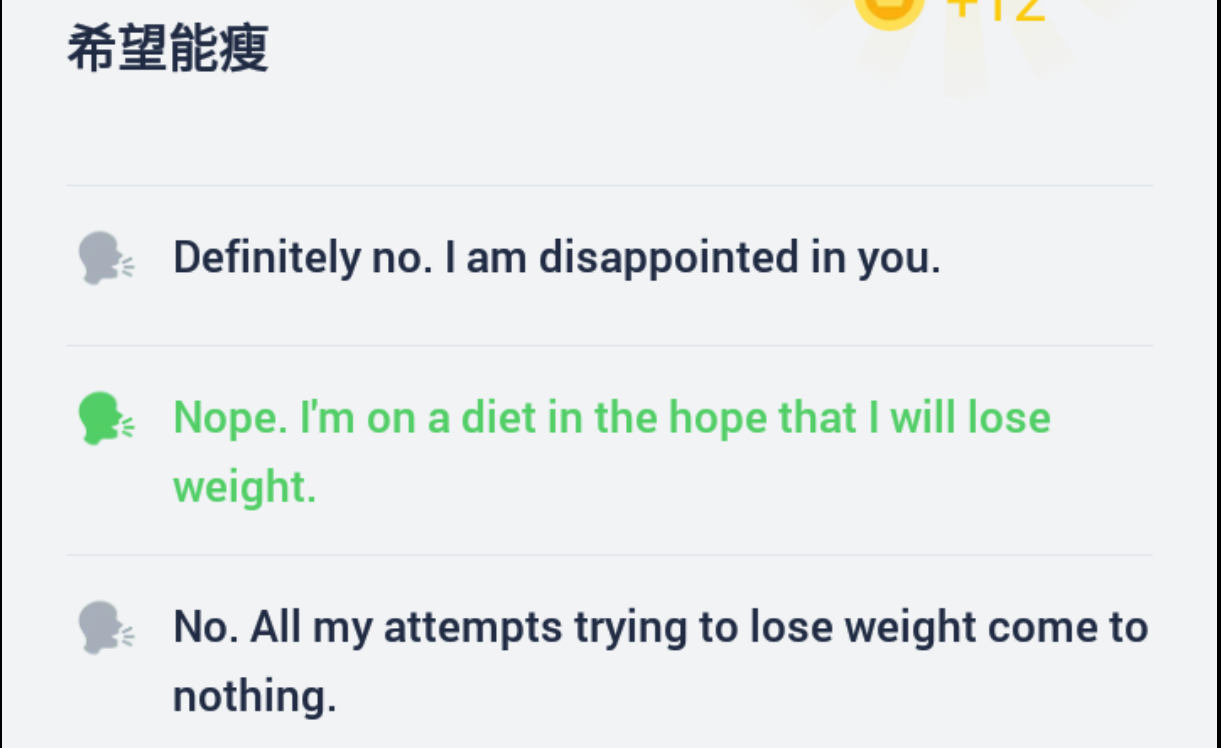 +12
希望能瘦
Definitely no. I am disappointed in you.
Nope. I'm on a diet in the hope that I will lose
weight.
No. All my attempts trying to lose weight come to
nothing.